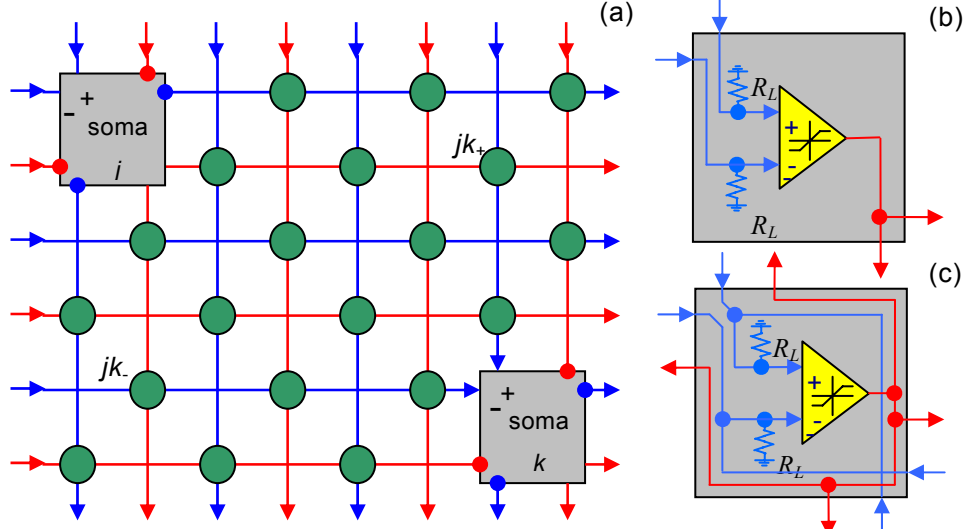 (a)
+
-
soma
j
jk+
jk-
+
-
soma
k
(b)
R_L
+
-
R_L
(c)
R_L
+
-
R_L